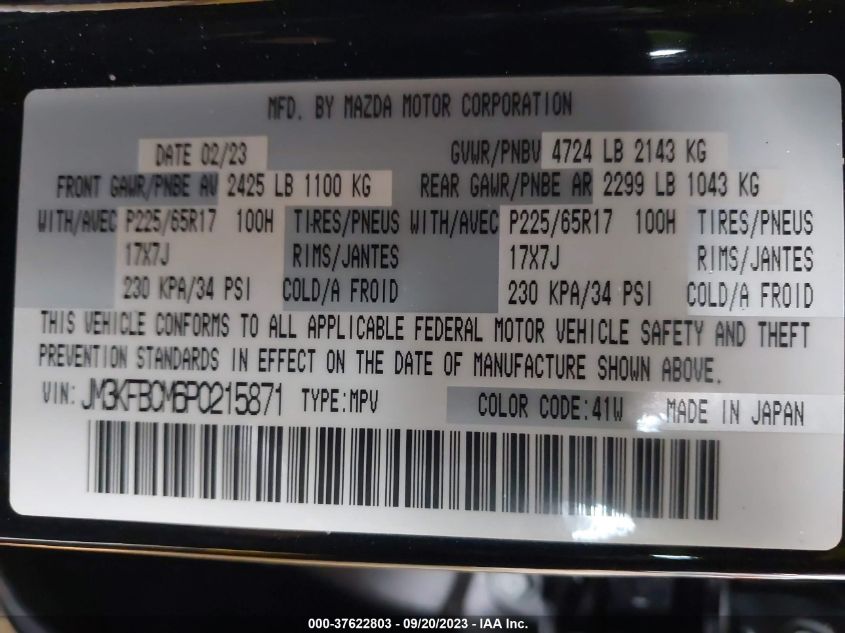 MFD. BY MAZDA MOTOR CORPORATION
DATE 02/23 GVWR/PNBV 4724 LB 2143 KG
FRONT GAWR/PNBE AV 2425 LB 1100 KG REAR GAWR/PNBE AR 2299 LB 1043 KG
WITH/AVEC P225/65R17 100H TIRES/PNEUS WITH/AVEC P225/65R17 100H TIRES/PNEUS
17X7J RIMS/JANTES 17X7J RIMS/JANTES
230 KPA/34 PSI COLD/A FROID 230 KPA/34 PSI COLD/A FROID
THIS VEHICLE CONFORMS TO ALL APPLICABLE FEDERAL MOTOR VEHICLE SAFETY AND THEFT
PREVENTION STANDARDS IN EFFECT ON THE DATE OF MANUFACTURE SHOWN ABOVE.
VIN: JM3KFBCM6P0215871 TYPE:MPV COLOR CODE:41W MADE IN JAPAN
000-37622803 - 09/20/2023 - IAA Inc.